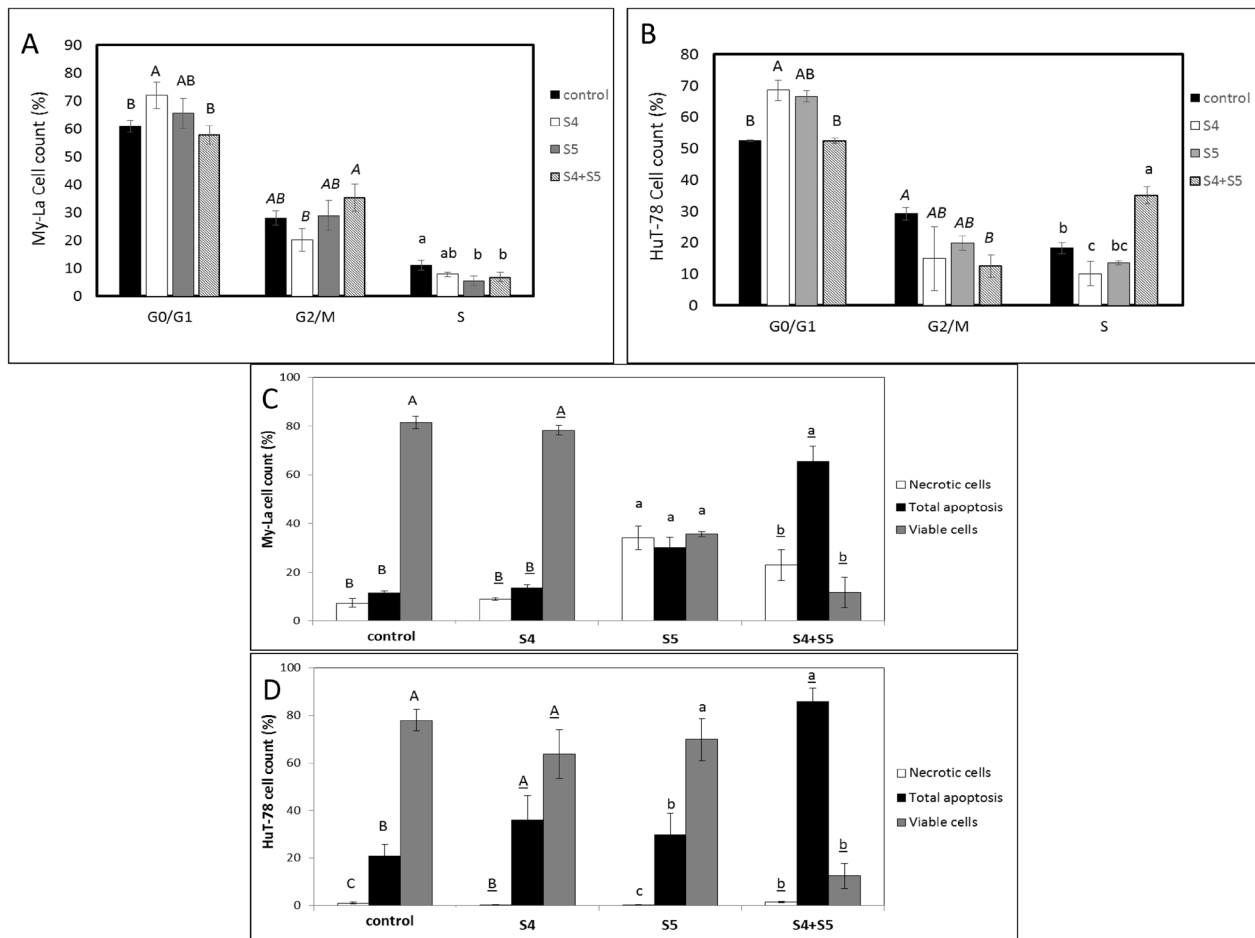 A
My-La Cell count (%)
90
80
70
60
50
40
30
20
10
0
B
A
AB
B
AB
B
AB
A
a
ab
b
b
G0/G1
G2/M
S
control
S4
S5
S4+S5
B
HuT-78 Cell count (%)
80
70
60
50
40
30
20
10
0
B
A
AB
B
A
AB
AB
B
b
c
bc
a
G0/G1
G2/M
S
control
S4
S5
S4+S5
C
My-La cell count (%)
100
80
60
40
20
0
B
B
A
B
B
A
a
a
a
b
a
b
control
S4
S5
S4+S5
Necrotic cells
Total apoptosis
Viable cells
D
HuT-78 cell count (%)
100
80
60
40
20
0
C
B
A
B
A
A
c
b
a
b
a
b
control
S4
S5
S4+S5
Necrotic cells
Total apoptosis
Viable cells